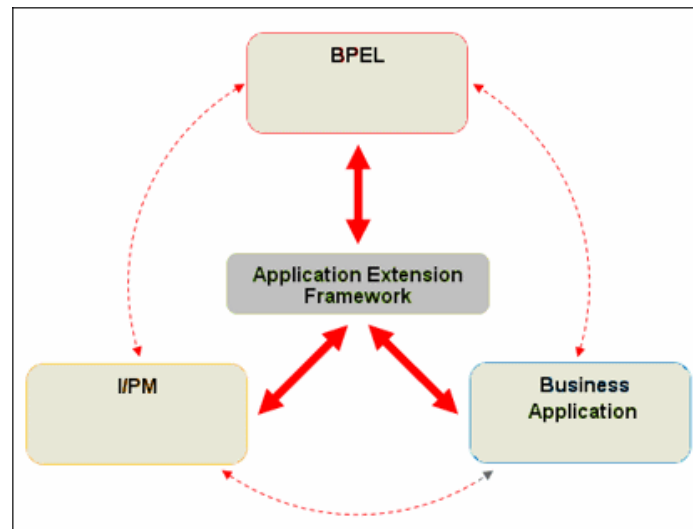 BPEL
Application Extension
Framework
I/PM
Business
Application